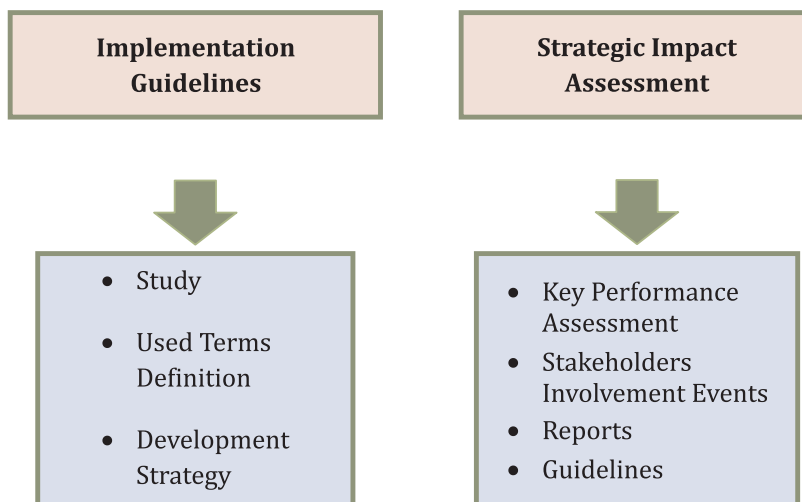 Implementation
Guidelines
Strategic Impact
Assessment
• Study
• Used Terms
Definition
• Development
Strategy
• Key Performance
Assessment
• Stakeholders
Involvement Events
• Reports
• Guidelines